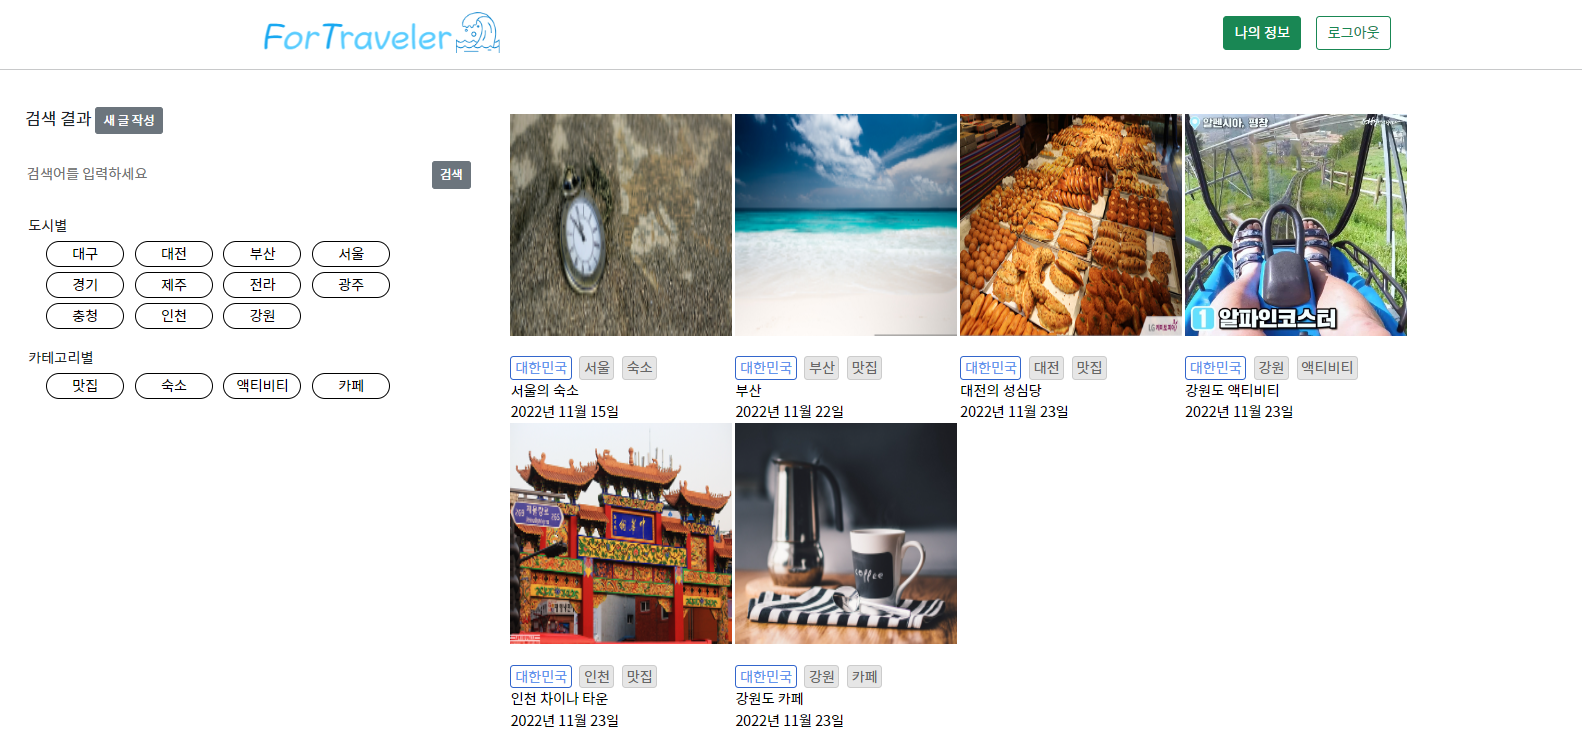 ForTraveler
나의 정보
로그아웃
검색 결과 새 글 작성
검색어를 입력하세요
검색
도시별
대구 대전 부산 서울
경기 제주 전라 광주
충청 인천 강원
카테고리별
맛집 숙소 액티비티 카페
대한민국 서울 숙소
서울의 숙소
2022년 11월 15일
대한민국 부산 맛집
부산
2022년 11월 22일
대한민국 대전 맛집
대전의 성심당
2022년 11월 23일
알펜시아, 평창
1 알파인코스터
대한민국 강원 액티비티
강원도 액티비티
2022년 11월 23일
대한민국 인천 맛집
인천 차이나 타운
2022년 11월 23일
coffee
대한민국 강원 카페
강원도 카페
2022년 11월 23일